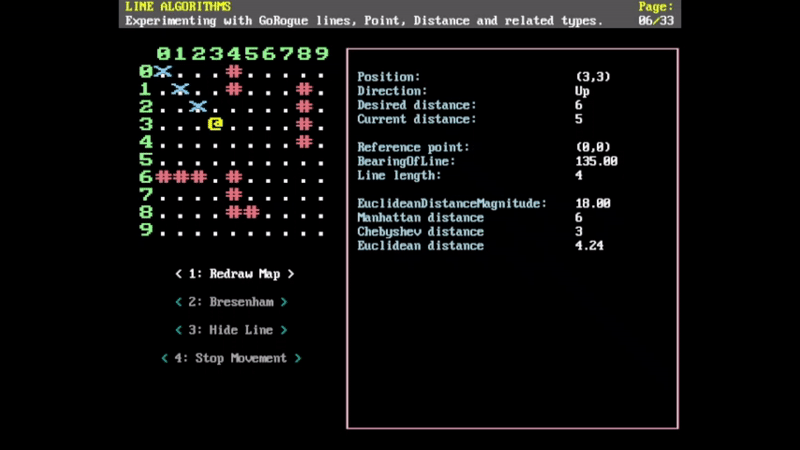 LINE ALGORITHMS
Page:
Experimenting with GoRogue lines, Point, Distance and related types.
06/33
0123456789
0X...#.....
1.X..#...#.
2..X.....#.
3...@....#.
4........#.
5..........
6###.#.....
7....#.....
8....##....
9..........
< 1: Redraw Map >
< 2: Bresenham >
< 3: Hide Line >
< 4: Stop Movement >
Position: (3,3)
Direction: Up
Desired distance: 6
Current distance: 5
Reference point: (0,0)
BearingOfLine: 135.00
Line length: 4
EuclideanDistanceMagnitude: 18.00
Manhattan distance 6
Chebyshev distance 3
Euclidean distance 4.24